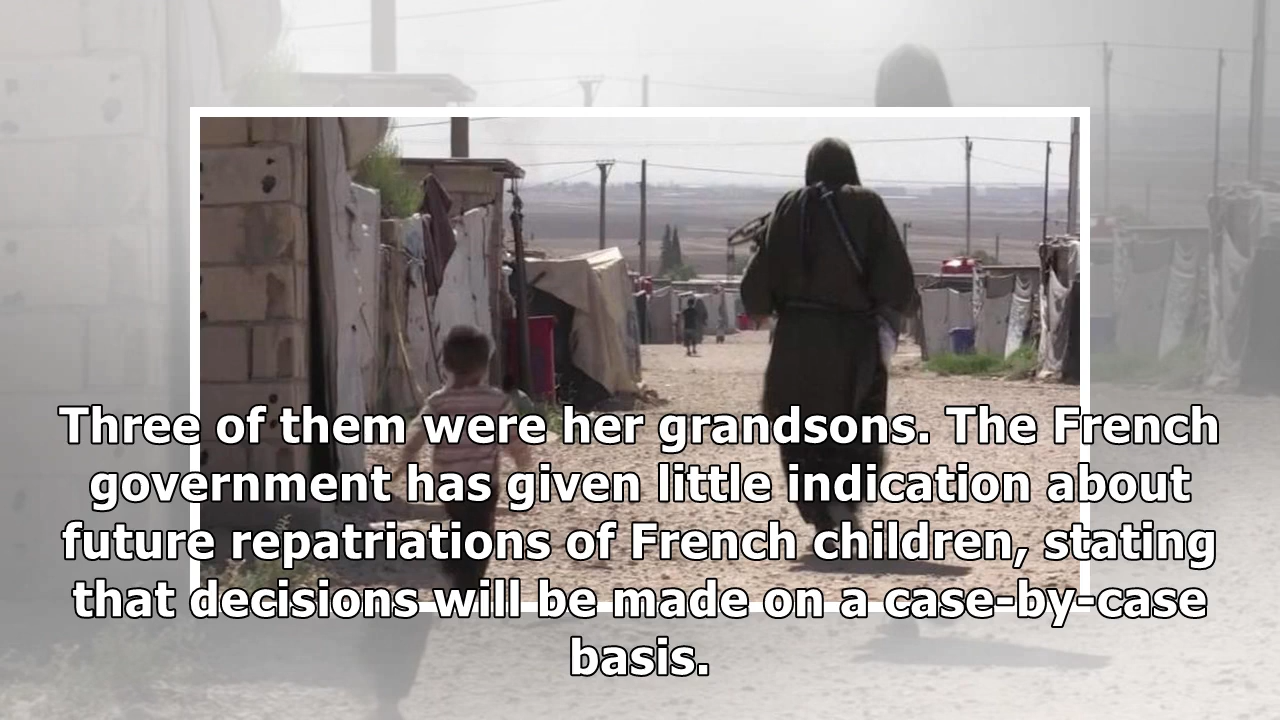 Three of them were her grandsons. The French
government has given little indication about
future repatriations of French children, stating
that decisions will be made on a case-by-case
basis.